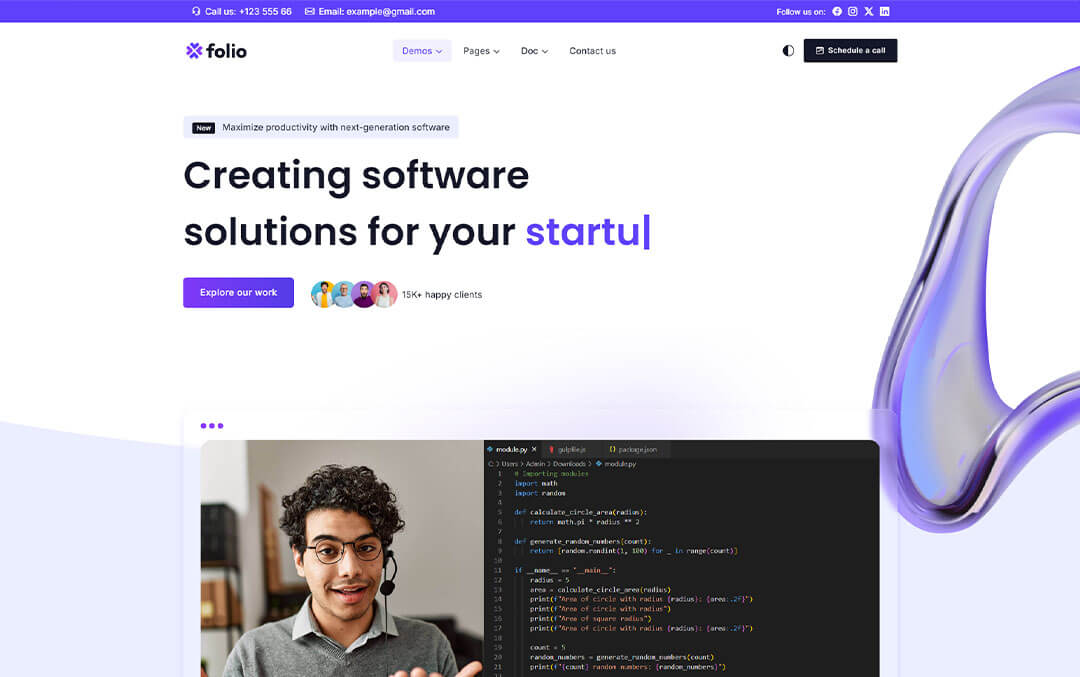 Call us: +123 555 66 Email: example@gmail.com Follow us on:
folio Demos Pages Doc Contact us Schedule a call
New Maximize productivity with next-generation software
Creating software
solutions for your startu
Explore our work 15K+ happy clients
module.py gulpfile.js package.json
C: > Users > Admin > Downloads > module.py
1 # Importing modules
2 import math
3 import random
4
5 def calculate_circle_area(radius):
6 return math.pi * radius ** 2
7
8 def generate_random_numbers(count):
9 return [random.randint(1, 100) for _ in range(count)]
10
11 if __name__ == "__main__":
12 radius = 5
13 area = calculate_circle_area(radius)
14 print(f"Area of circle with radius {radius}: {area:.2f}")
15 print(f"Area of circle with radius")
16 print(f"Area of square radius")
17 print(f"Area of circle with radius {radius}: {area:.2f}")
18
19 count = 5
20 random_numbers = generate_random_numbers(count)
21 print(f"{count} random numbers: {random_numbers}")